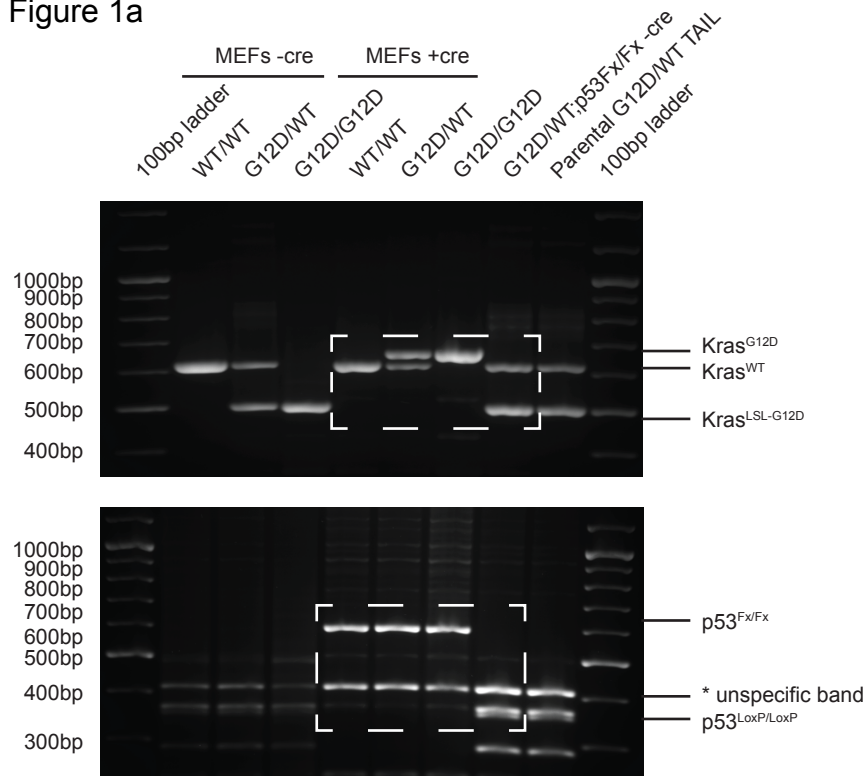 Figure 1a
MEFs -cre
MEFs +cre
100bp ladder
WT/WT
G12D/WT
G12D/G12D
WT/WT
G12D/WT
G12D/G12D
G12D/WT;p53Fx/Fx -cre
Parental G12D/WT TAIL
100bp ladder
1000bp
900bp
800bp
700bp
600bp
500bp
400bp
KrasG12D
KrasWT
KrasLSL-G12D
1000bp
900bp
800bp
700bp
600bp
500bp
400bp
300bp
p53Fx/Fx
* unspecific band
p53LoxP/LoxP